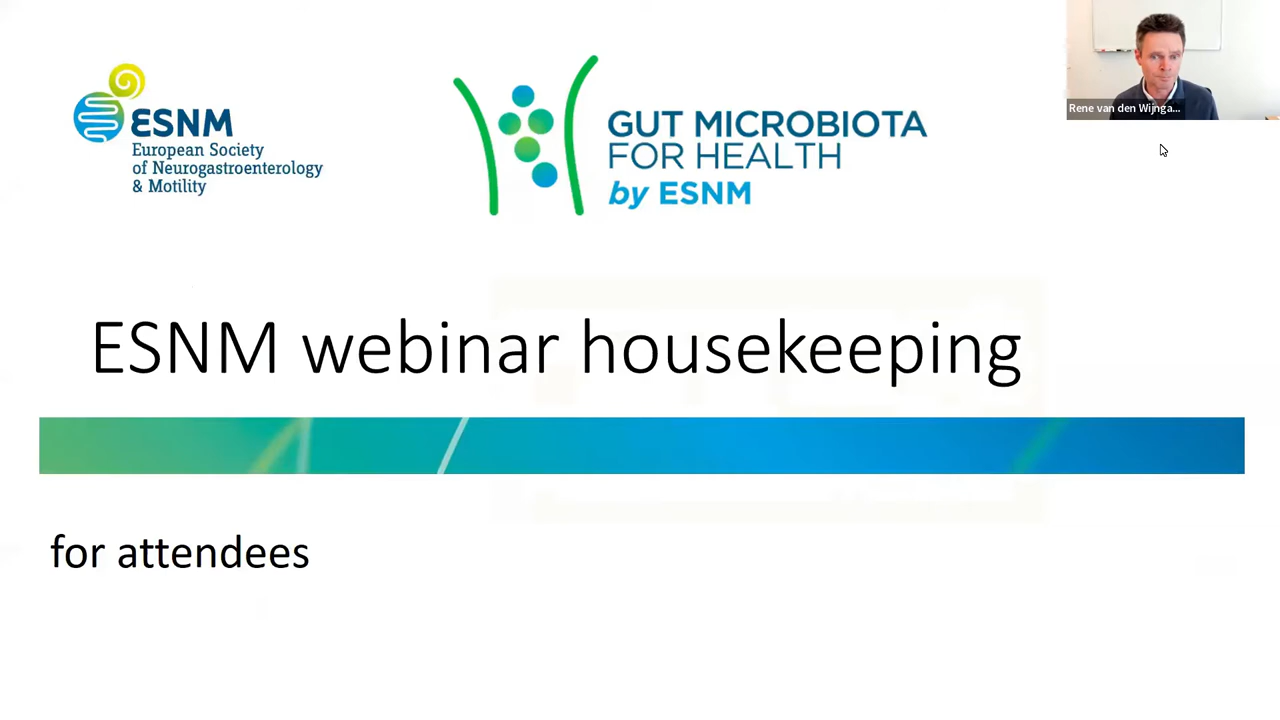 ESNM
European Society
of Neurogastroenterology
& Motility
GUT MICROBIOTA
FOR HEALTH
by ESNM
Rene van den Wijnga...
ESNM webinar housekeeping
for attendees